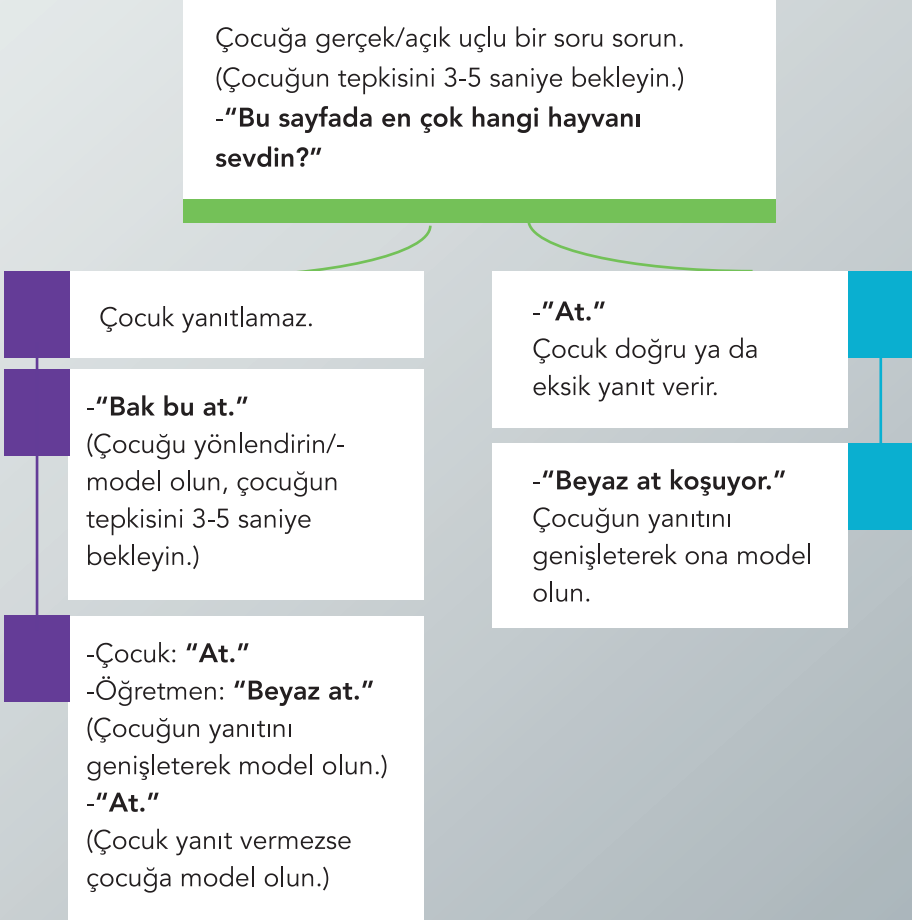 Çocuğa gerçek/açık uçlu bir soru sorun.
(Çocuğun tepkisini 3-5 saniye bekleyin.)
-"Bu sayfada en çok hangi hayvanı
sevdin?"
Çocuk yanıtlamaz.
-"Bak bu at."
(Çocuğu yönlendirin/-
model olun, çocuğun
tepkisini 3-5 saniye
bekleyin.)
-Çocuk: "At."
-Öğretmen: "Beyaz at."
(Çocuğun yanıtını
genişleterek model olun.)
-"At."
(Çocuk yanıt vermezse
çocuğa model olun.)
-"At."
Çocuk doğru ya da
eksik yanıt verir.
-"Beyaz at koşuyor."
Çocuğun yanıtını
genişleterek ona model
olun.